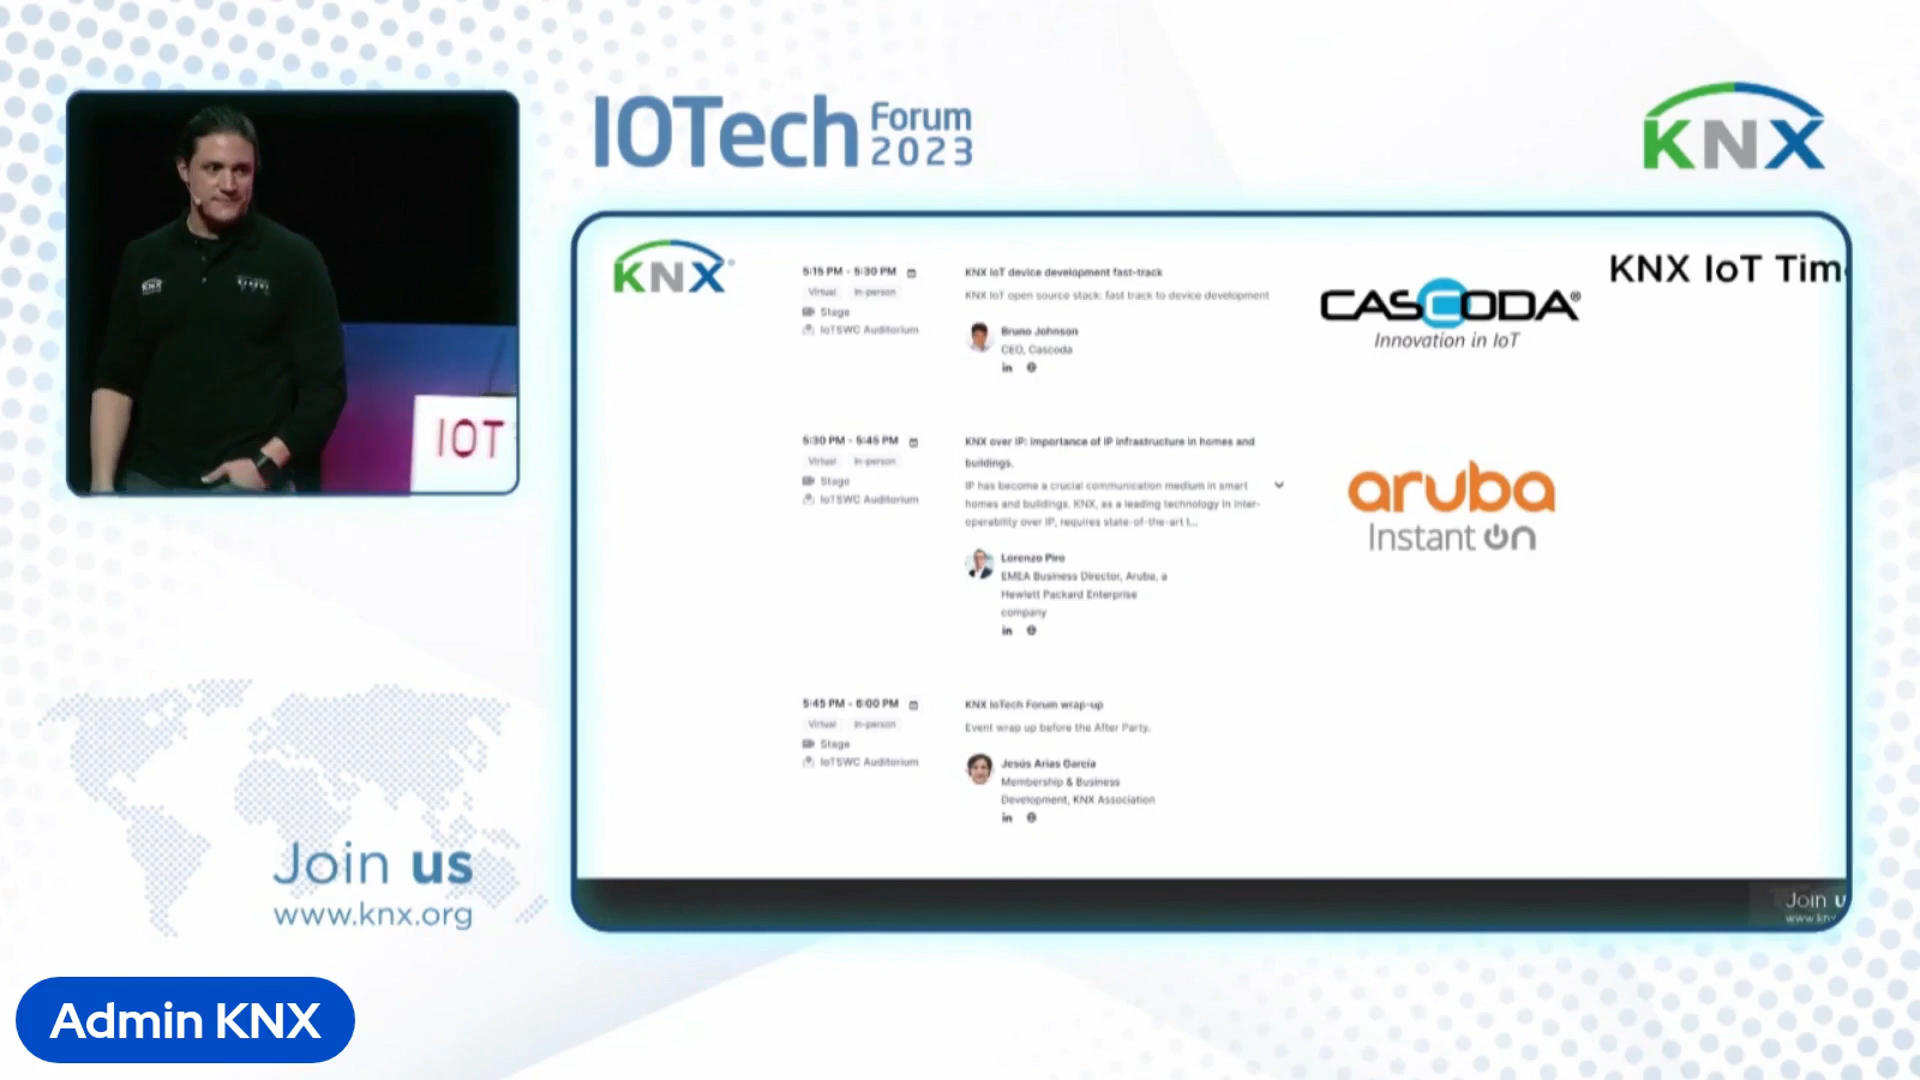 IOTech Forum 2023
KNX
KNX
IOT
KNX
KNX IoT Tim
5:15 PM - 5:30 PM
Virtual In-person
Stage
IoTSWC Auditorium
KNX IoT device development fast-track
KNX IoT open source stack: fast track to device development
Bruno Johnson
CEO, Cascoda
in
CASCODA®
Innovation in IoT
5:30 PM - 5:45 PM
Virtual In-person
Stage
IoTSWC Auditorium
KNX over IP: importance of IP infrastructure in homes and
buildings.
IP has become a crucial communication medium in smart
homes and buildings. KNX, as a leading technology in inter-
operability over IP, requires state-of-the-art t...
Lorenzo Piro
EMEA Business Director, Aruba, a
Hewlett Packard Enterprise
company
in
aruba
Instant On
5:45 PM - 6:00 PM
Virtual In-person
Stage
IoTSWC Auditorium
KNX IoTech Forum wrap-up
Event wrap up before the After Party.
Jesús Arias García
Membership & Business
Development, KNX Association
in
Join u
www.kn
Join us
www.knx.org
Admin KNX